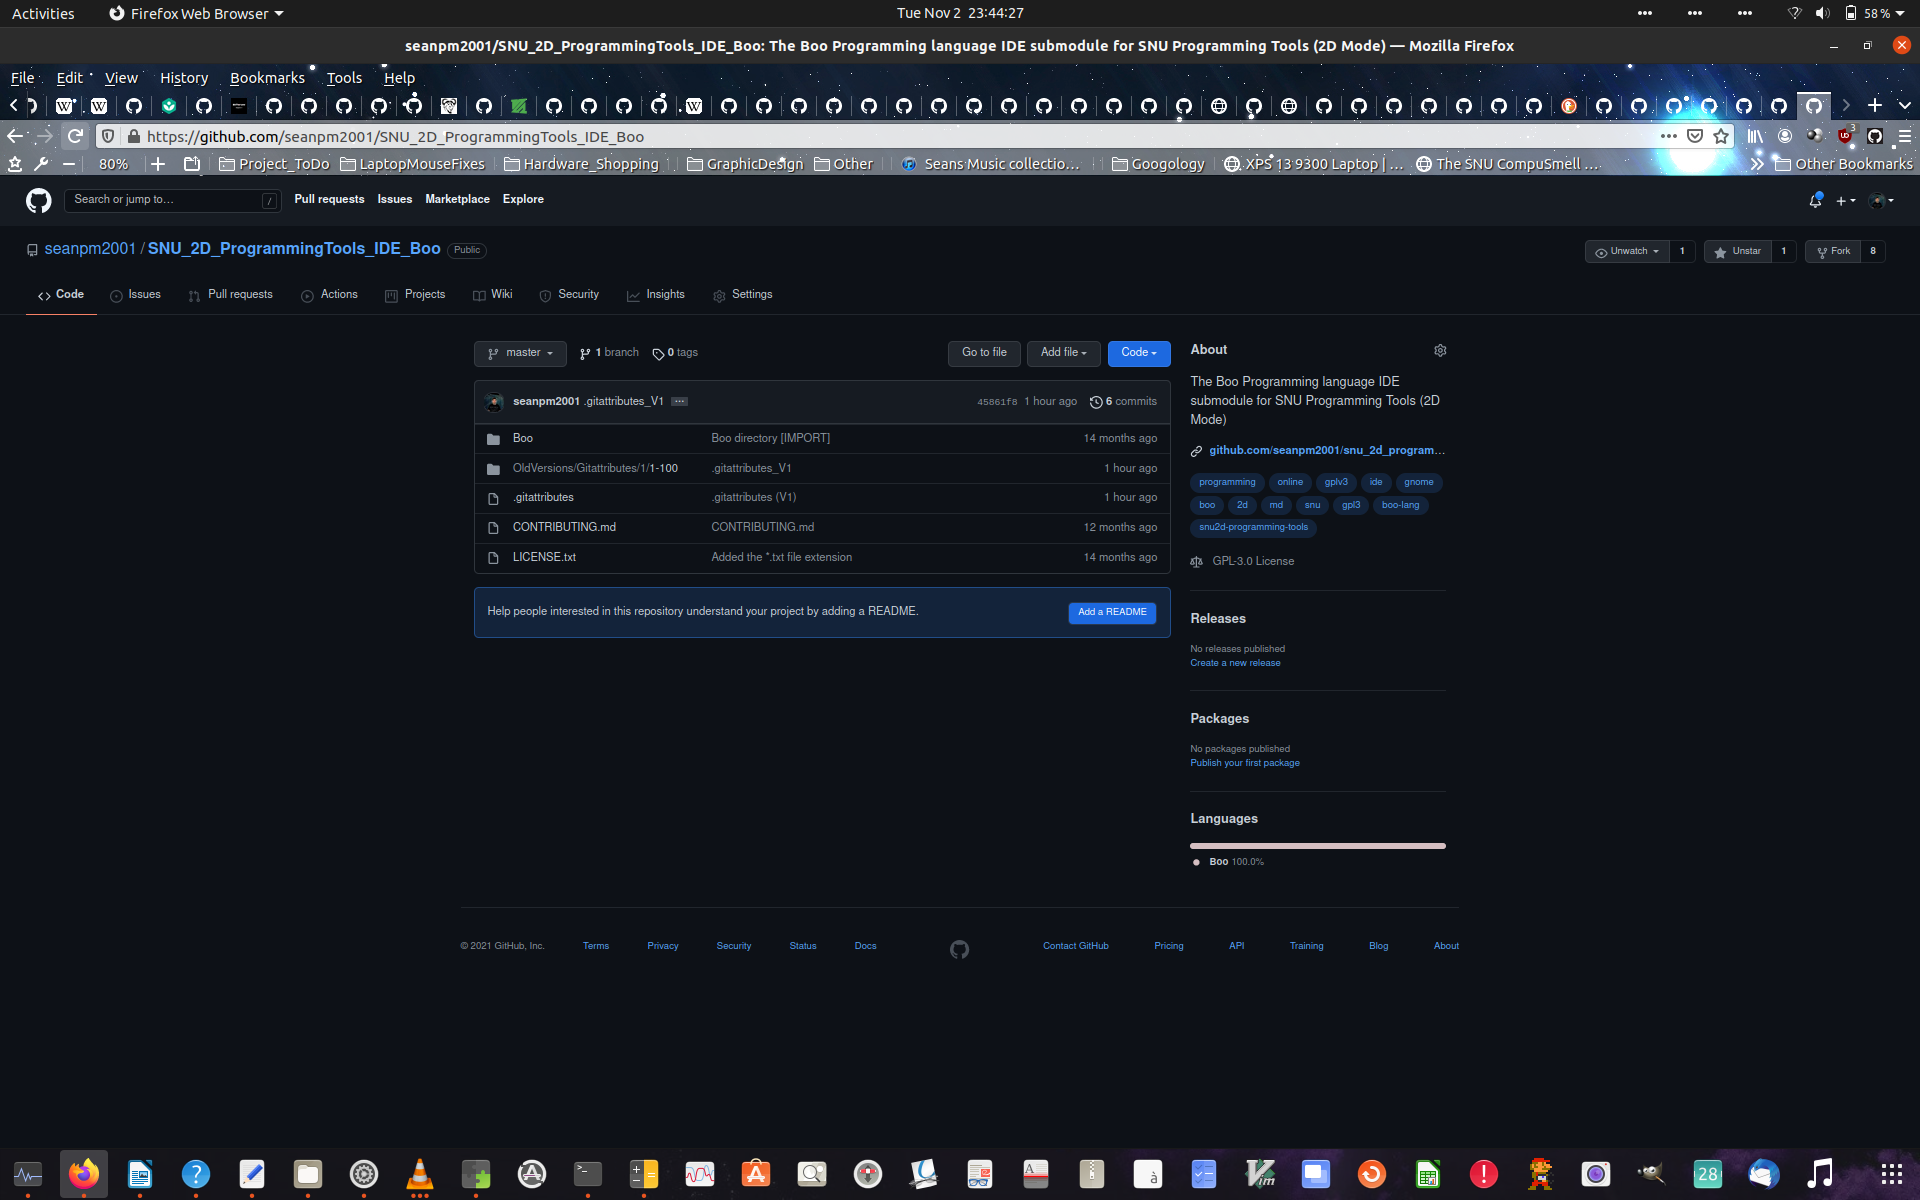 Activities Firefox Web Browser Tue Nov 2 23:44:27 58 %
seanpm2001/SNU_2D_ProgrammingTools_IDE_Boo: The Boo Programming language IDE submodule for SNU Programming Tools (2D Mode) — Mozilla Firefox
File Edit View History Bookmarks Tools Help
https://github.com/seanpm2001/SNU_2D_ProgrammingTools_IDE_Boo 3
80% Project_ToDo LaptopMouseFixes Hardware_Shopping GraphicDesign Other Seans Music collectio… Googology XPS 13 9300 Laptop | … The SNU CompuSmell … Other Bookmarks
Search or jump to… / Pull requests Issues Marketplace Explore
seanpm2001 / SNU_2D_ProgrammingTools_IDE_Boo Public Unwatch 1 Unstar 1 Fork 8
Code Issues Pull requests Actions Projects Wiki Security Insights Settings
master 1 branch 0 tags Go to file Add file Code
seanpm2001 .gitattributes_V1 ... 45861f8 1 hour ago 6 commits
Boo Boo directory [IMPORT] 14 months ago
OldVersions/Gitattributes/1/1-100 .gitattributes_V1 1 hour ago
.gitattributes .gitattributes (V1) 1 hour ago
CONTRIBUTING.md CONTRIBUTING.md 12 months ago
LICENSE.txt Added the *.txt file extension 14 months ago
Help people interested in this repository understand your project by adding a README. Add a README
About
The Boo Programming language IDE
submodule for SNU Programming Tools (2D
Mode)
github.com/seanpm2001/snu_2d_program…
programming online gplv3 ide gnome
boo 2d md snu gpl3 boo-lang
snu2d-programming-tools
GPL-3.0 License
Releases
No releases published
Create a new release
Packages
No packages published
Publish your first package
Languages
Boo 100.0%
© 2021 GitHub, Inc. Terms Privacy Security Status Docs Contact GitHub Pricing API Training Blog About
28